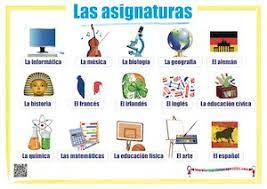 Las asignaturas
La informática
La música
La biología
La geografía
El alemán
La historia
El francés
El irlandés
El inglés
La educación cívica
La química
Las matemáticas
La educación física
El arte
El español